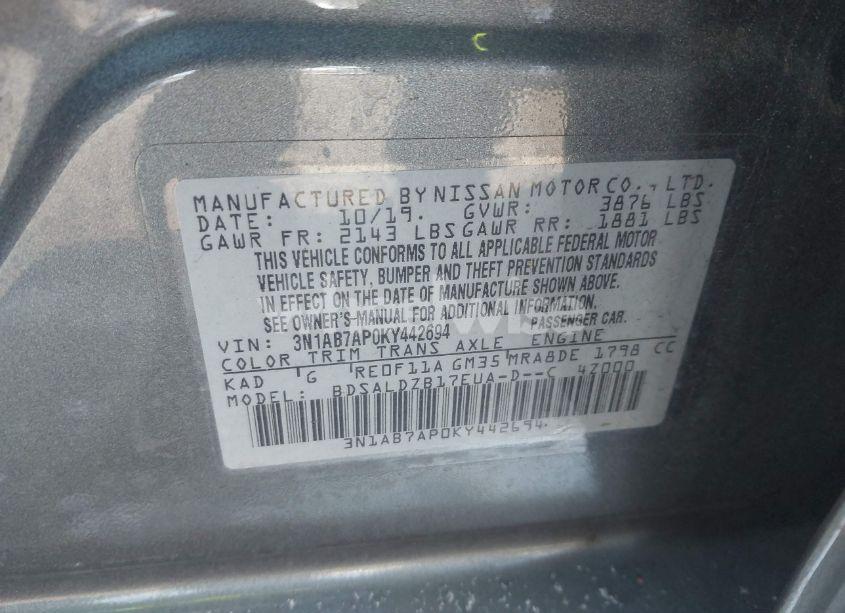 MANUFACTURED BY NISSAN MOTOR CO., LTD.
DATE: 10/19. GVWR: 3876 LBS
GAWR FR: 2143 LBS GAWR RR: 1881 LBS
THIS VEHICLE CONFORMS TO ALL APPLICABLE FEDERAL MOTOR
VEHICLE SAFETY, BUMPER AND THEFT PREVENTION STANDARDS
IN EFFECT ON THE DATE OF MANUFACTURE SHOWN ABOVE.
SEE OWNER'S-MANUAL FOR ADDITIONAL INFORMATION.
VIN: 3N1AB7AP0KY442694 PASSENGER CAR.
COLOR TRIM TRANS AXLE ENGINE
KAD G RE0F11A GM35 MRA8DE 1798 CC
MODEL: BDSALDZB17EUA-D--C 4Z000
3N1AB7AP0KY442694